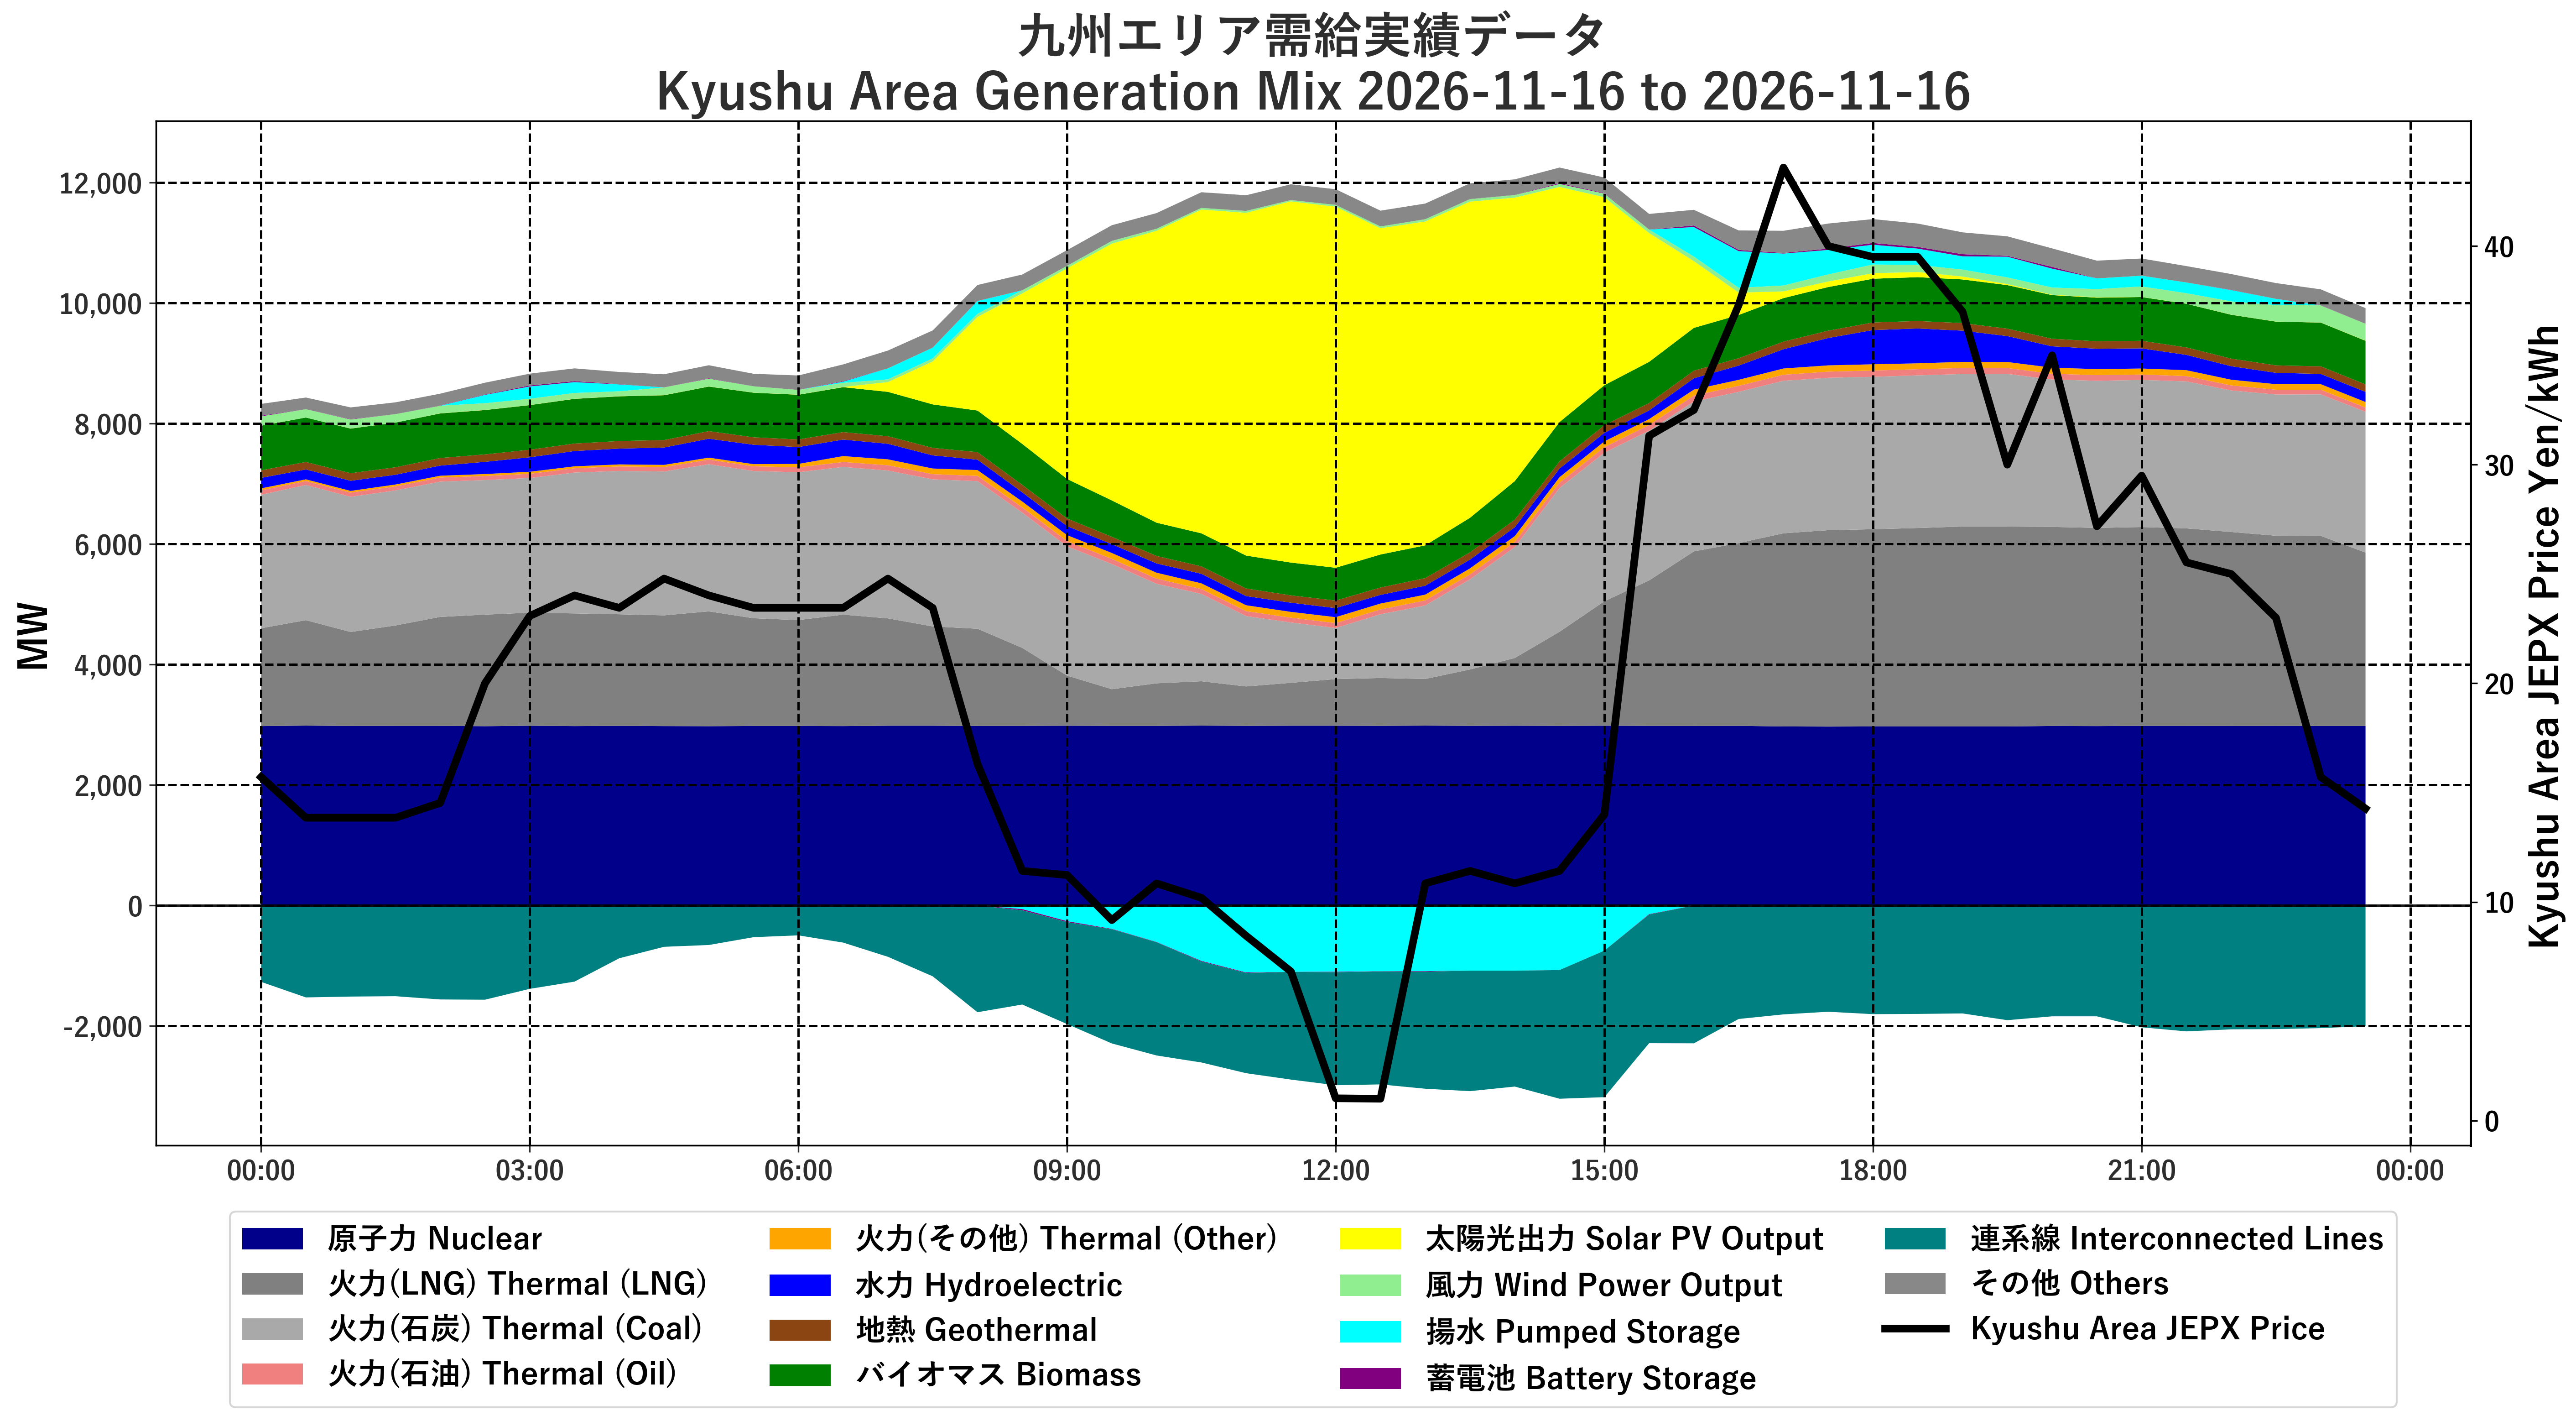 九州エリア需給実績データ
Kyushu Area Generation Mix 2026-11-16 to 2026-11-16
MW
12,000
10,000
8,000
6,000
4,000
2,000
0
-2,000
40
30
20
10
0
Kyushu Area JEPX Price Yen/kWh
00:00 03:00 06:00 09:00 12:00 15:00 18:00 21:00 00:00
原子力 Nuclear
火力(LNG) Thermal (LNG)
火力(石炭) Thermal (Coal)
火力(石油) Thermal (Oil)
火力(その他) Thermal (Other)
水力 Hydroelectric
地熱 Geothermal
バイオマス Biomass
太陽光出力 Solar PV Output
風力 Wind Power Output
揚水 Pumped Storage
蓄電池 Battery Storage
連系線 Interconnected Lines
その他 Others
Kyushu Area JEPX Price